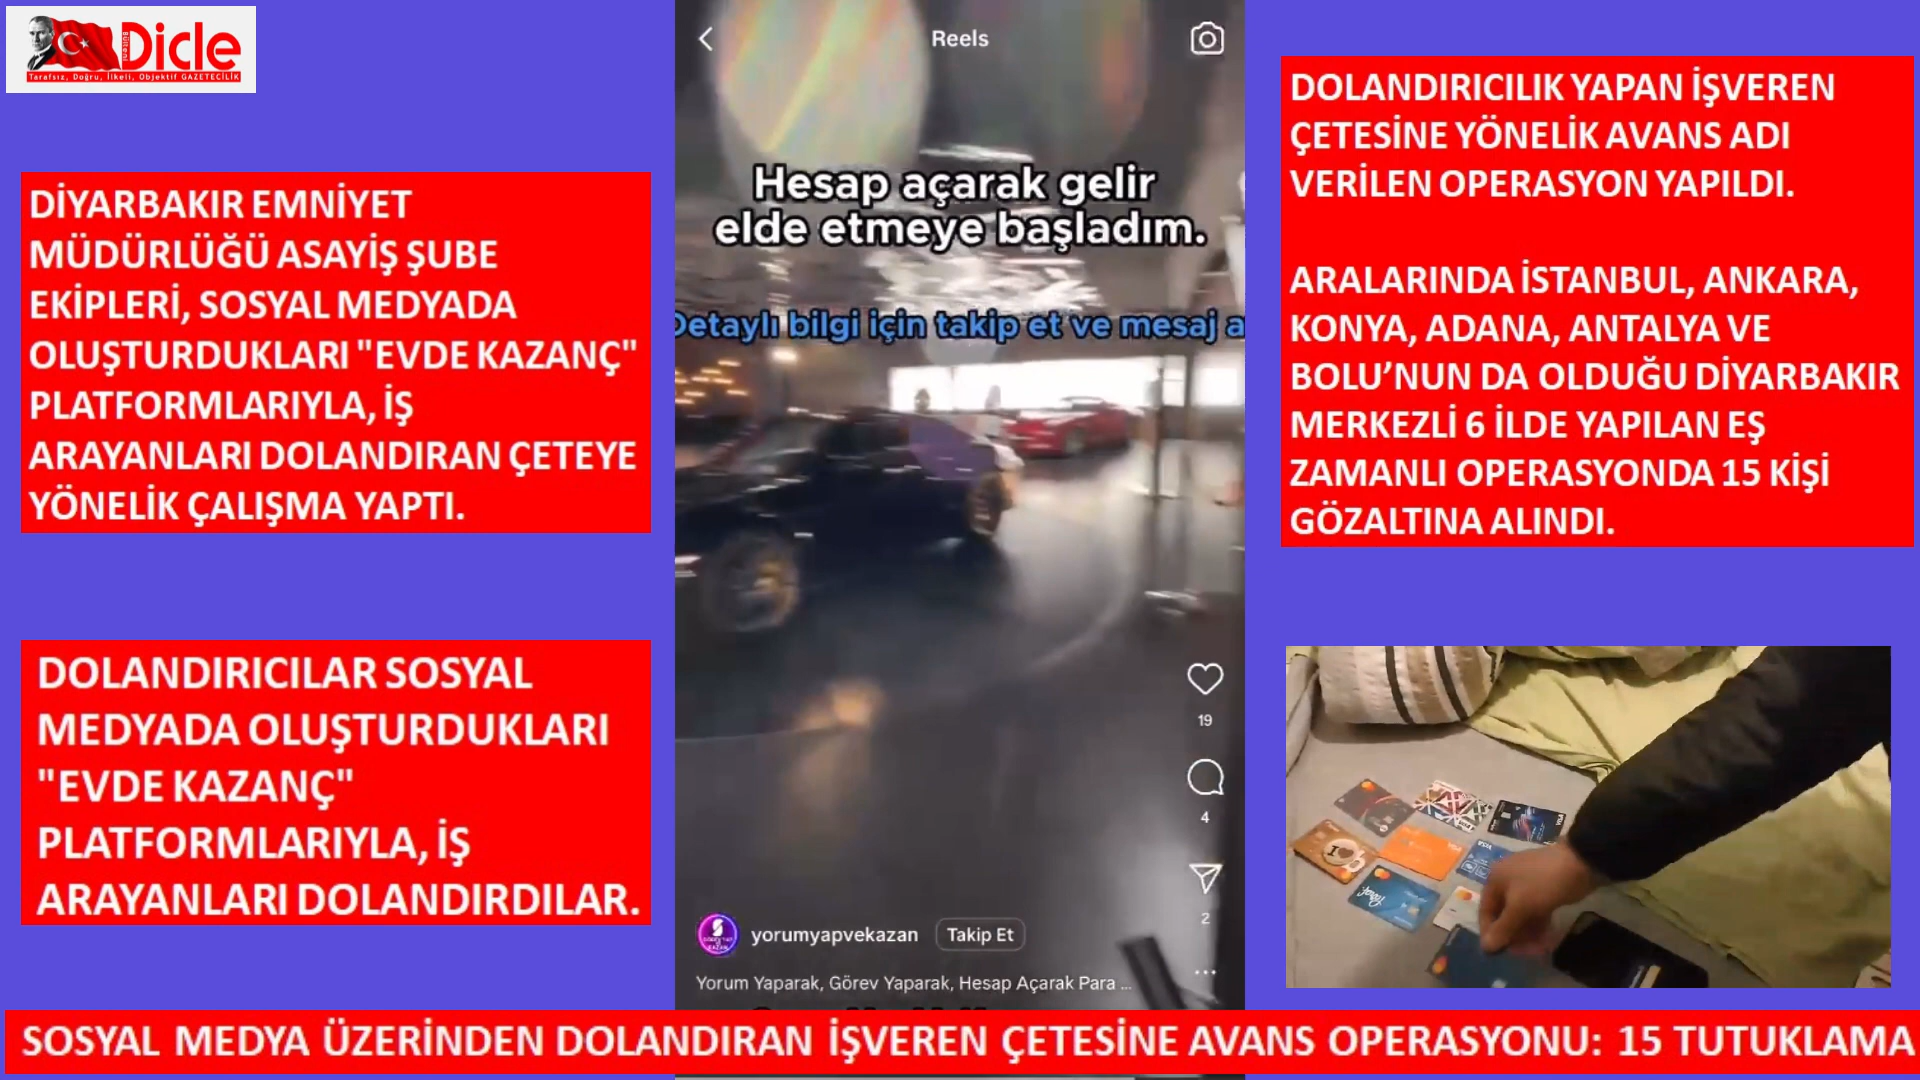 Dicle
Bülteni
Tarafsız, Doğru, İlkeli, Objektif GAZETECİLİK
DİYARBAKIR EMNİYET
MÜDÜRLÜĞÜ ASAYİŞ ŞUBE
EKİPLERİ, SOSYAL MEDYADA
OLUŞTURDUKLARI "EVDE KAZANÇ"
PLATFORMLARIYLA, İŞ
ARAYANLARI DOLANDIRAN ÇETEYE
YÖNELİK ÇALIŞMA YAPTI.
DOLANDIRICILAR SOSYAL
MEDYADA OLUŞTURDUKLARI
"EVDE KAZANÇ"
PLATFORMLARIYLA, İŞ
ARAYANLARI DOLANDIRDILAR.
Reels
Hesap açarak gelir
elde etmeye başladım.
Detaylı bilgi için takip et ve mesaj a
19
4
2
yorumyapvekazan
Takip Et
Yorum Yaparak, Görev Yaparak, Hesap Açarak Para ...
DOLANDIRICILIK YAPAN İŞVEREN
ÇETESİNE YÖNELİK AVANS ADI
VERİLEN OPERASYON YAPILDI.
ARALARINDA İSTANBUL, ANKARA,
KONYA, ADANA, ANTALYA VE
BOLU’NUN DA OLDUĞU DİYARBAKIR
MERKEZLİ 6 İLDE YAPILAN EŞ
ZAMANLI OPERASYONDA 15 KİŞİ
GÖZALTINA ALINDI.
SOSYAL MEDYA ÜZERİNDEN DOLANDIRAN İŞVEREN ÇETESİNE AVANS OPERASYONU: 15 TUTUKLAMA